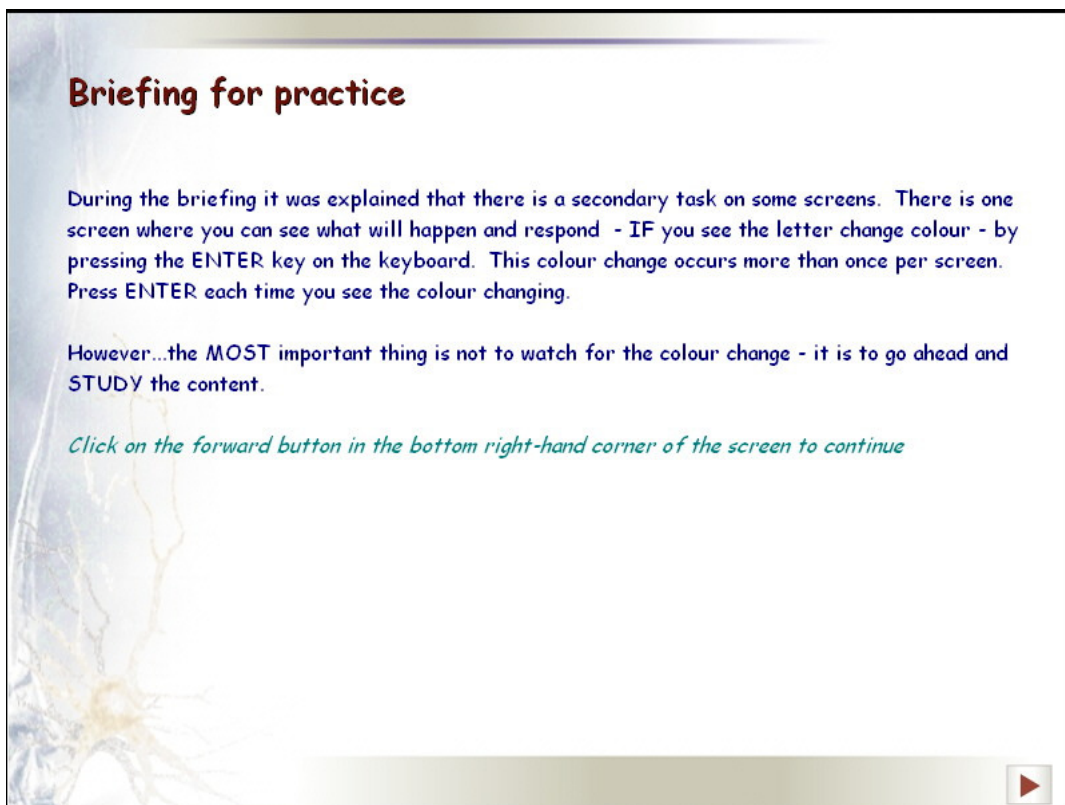 Briefing for practice
During the briefing it was explained that there is a secondary task on some screens.  There is one
screen where you can see what will happen and respond  - IF you see the letter change colour - by
pressing the ENTER key on the keyboard.  This colour change occurs more than once per screen.
Press ENTER each time you see the colour changing.
However...the MOST important thing is not to watch for the colour change - it is to go ahead and
STUDY the content.
Click on the forward button in the bottom right-hand corner of the screen to continue